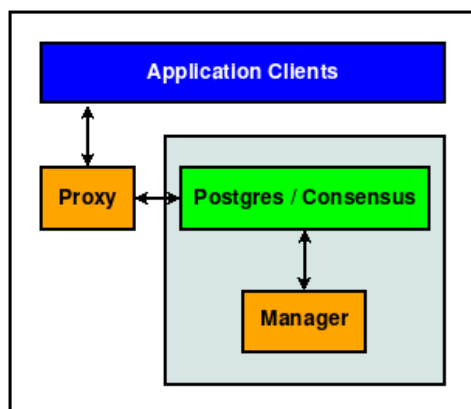 Application Clients
Proxy
Postgres / Consensus
Manager